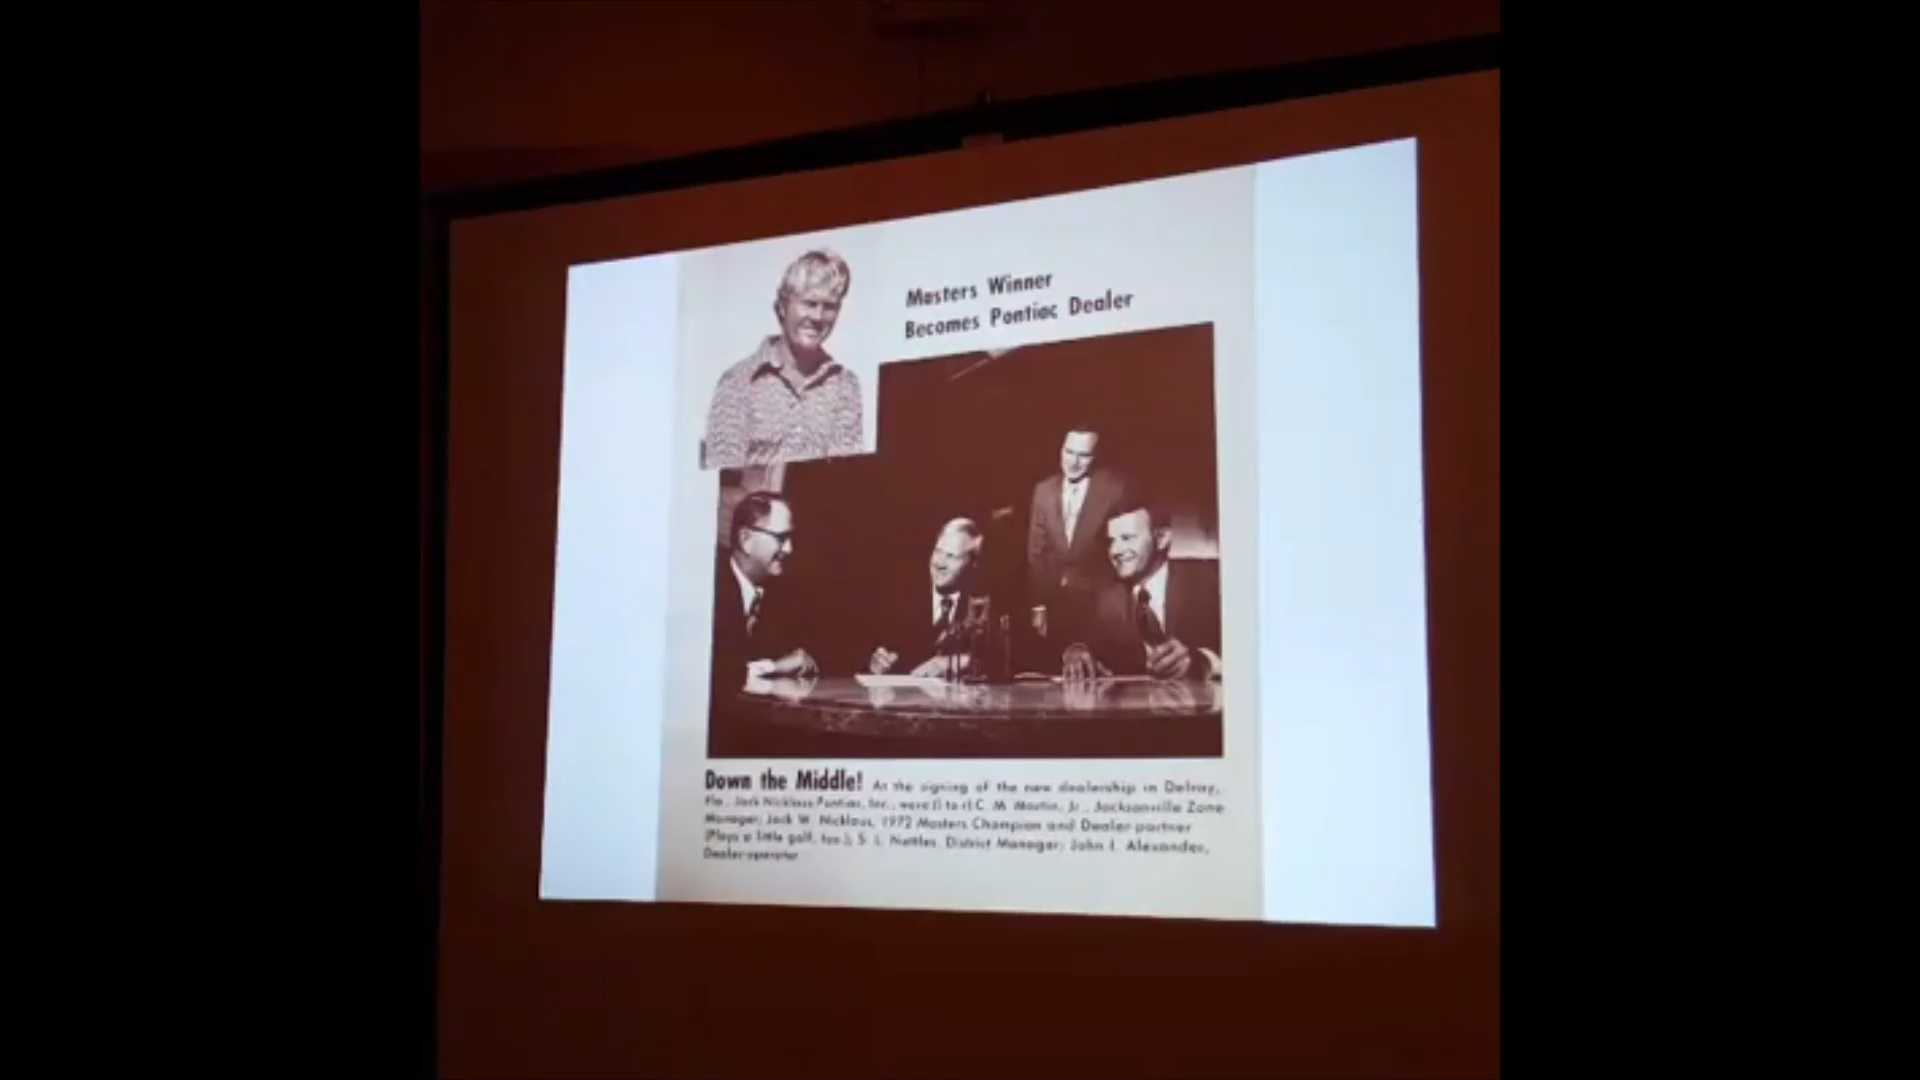 Masters Winner
Becomes Pontiac Dealer
Down the Middle! At the signing of the new dealership in Delray,
Fla., Jack Nicklaus Pontiac, Inc., were (l to r) C. M. Martin, Jr., Jacksonville Zone
Manager; Jack W. Nicklaus, 1972 Masters Champion and Dealer-partner
(Plays a little golf, too.); S. L. Nettles, District Manager; John I. Alexander,
Dealer-operator